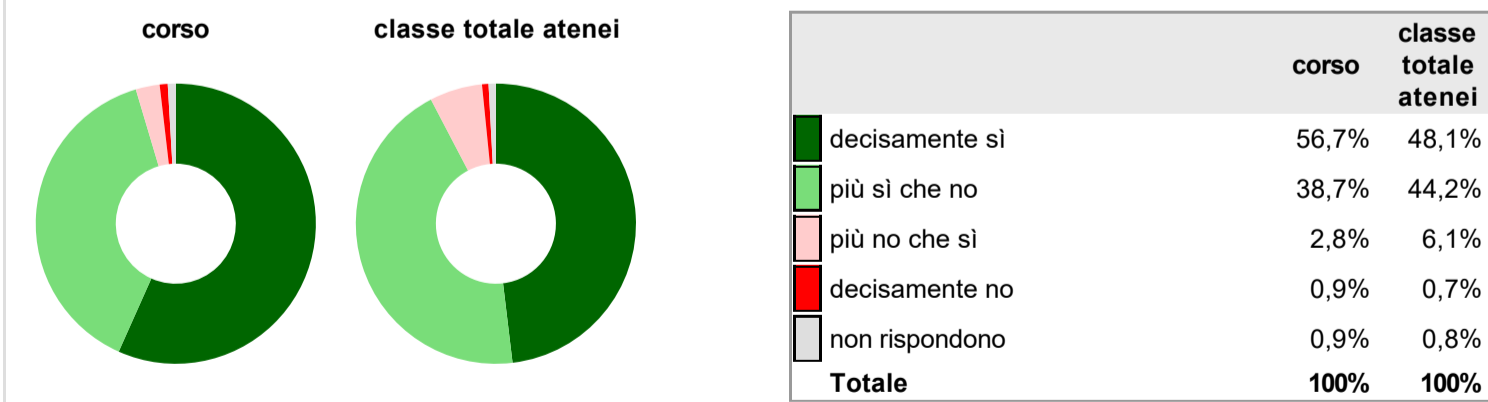 corso
classe totale atenei
corso
classe
totale
atenei
decisamente sì 56,7% 48,1%
più sì che no 38,7% 44,2%
più no che sì 2,8% 6,1%
decisamente no 0,9% 0,7%
non rispondono 0,9% 0,8%
Totale 100% 100%